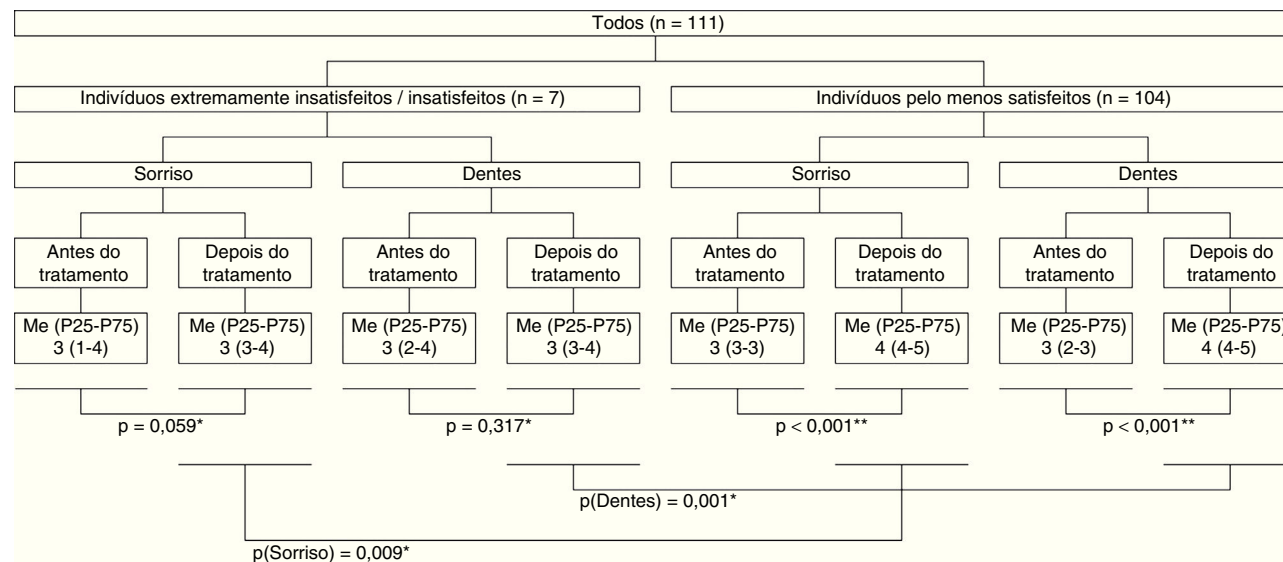 Todos (n = 111)
Indivíduos extremamente insatisfeitos / insatisfeitos (n = 7)
Indivíduos pelo menos satisfeitos (n = 104)
Sorriso
Dentes
Sorriso
Dentes
Antes do
tratamento
Depois do
tratamento
Antes do
tratamento
Depois do
tratamento
Antes do
tratamento
Depois do
tratamento
Antes do
tratamento
Depois do
tratamento
Me (P25-P75)
3 (1-4)
Me (P25-P75)
3 (3-4)
Me (P25-P75)
3 (2-4)
Me (P25-P75)
3 (3-4)
Me (P25-P75)
3 (3-3)
Me (P25-P75)
4 (4-5)
Me (P25-P75)
3 (2-3)
Me (P25-P75)
4 (4-5)
p = 0,059*
p = 0,317*
p < 0,001**
p < 0,001**
p(Dentes) = 0,001*
p(Sorriso) = 0,009*